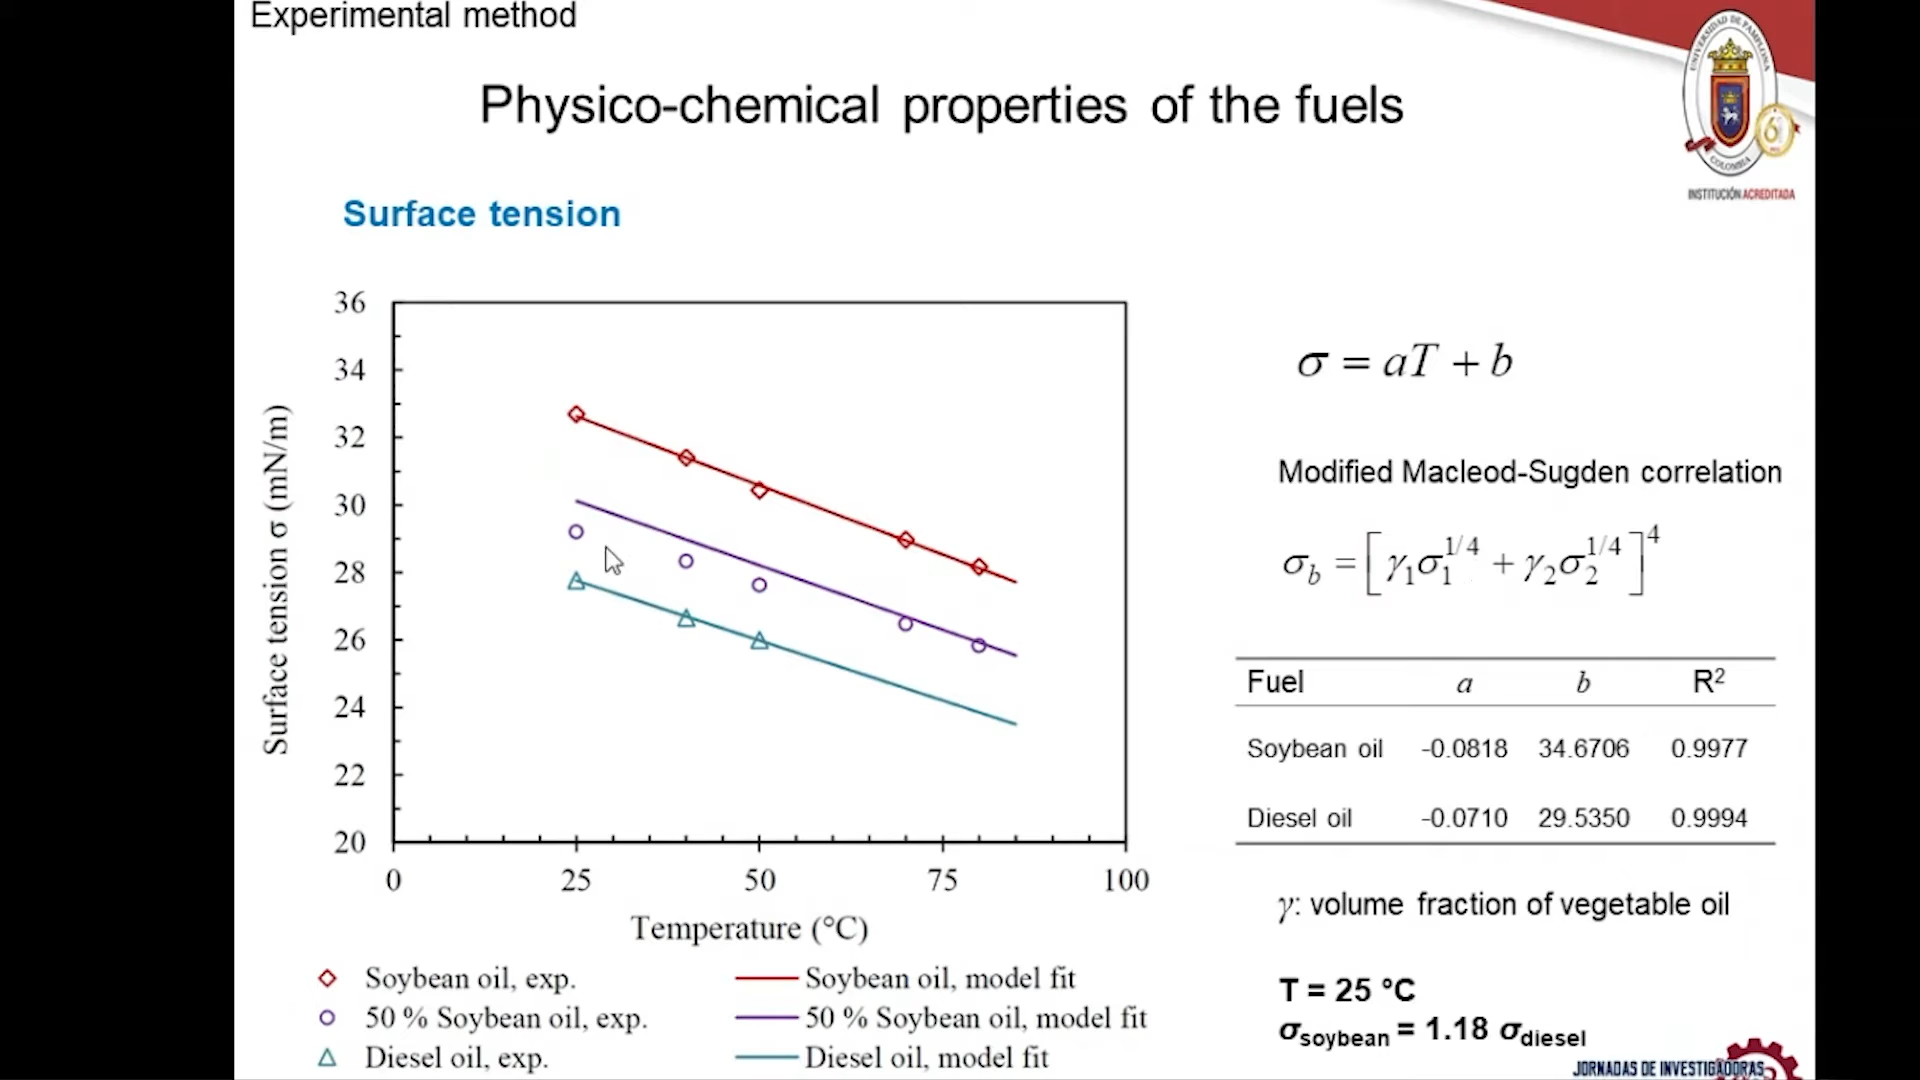 Experimental method
Physico-chemical properties of the fuels
UNIVERSIDAD DE PAMPLONA
COLOMBIA
INSTITUCIÓN ACREDITADA
Surface tension
36
34
32
30
28
26
24
22
20
Surface tension σ (mN/m)
0 25 50 75 100
Temperature (°C)
Soybean oil, exp. Soybean oil, model fit
50 % Soybean oil, exp. 50 % Soybean oil, model fit
Diesel oil, exp. Diesel oil, model fit
σ = aT + b
Modified Macleod-Sugden correlation
σb = [γ1σ1^1/4 + γ2σ2^1/4]^4
Fuel a b R²
Soybean oil -0.0818 34.6706 0.9977
Diesel oil -0.0710 29.5350 0.9994
γ: volume fraction of vegetable oil
T = 25 °C
σsoybean = 1.18 σdiesel
JORNADAS DE INVESTIGADORAS